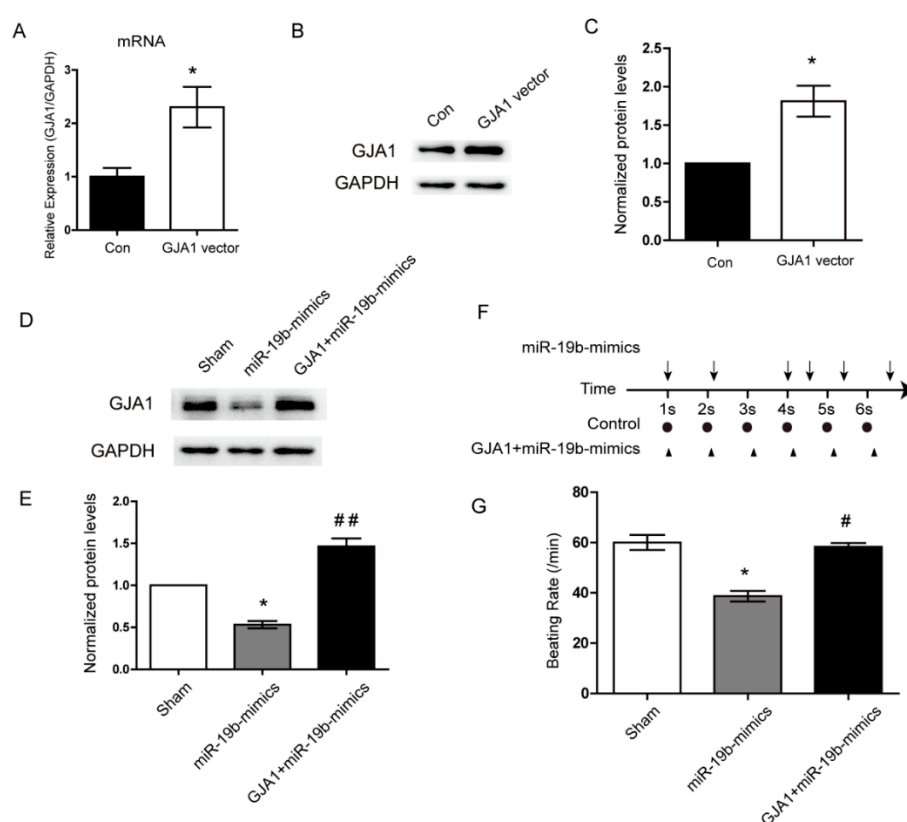 A
mRNA
Relative Expression (GJA1/GAPDH)
3
2
1
0
*
Con
GJA1 vector
B
Con
GJA1 vector
GJA1
GAPDH
C
Normalized protein levels
2.5
2.0
1.5
1.0
0.5
0.0
*
Con
GJA1 vector
D
Sham
miR-19b-mimics
GJA1+miR-19b-mimics
GJA1
GAPDH
E
Normalized protein levels
2.0
1.5
1.0
0.5
0.0
*
##
Sham
miR-19b-mimics
GJA1+miR-19b-mimics
F
miR-19b-mimics
Time
1s 2s 3s 4s 5s 6s
Control
GJA1+miR-19b-mimics
G
Beating Rate (/min)
80
60
40
20
0
*
#
Sham
miR-19b-mimics
GJA1+miR-19b-mimics